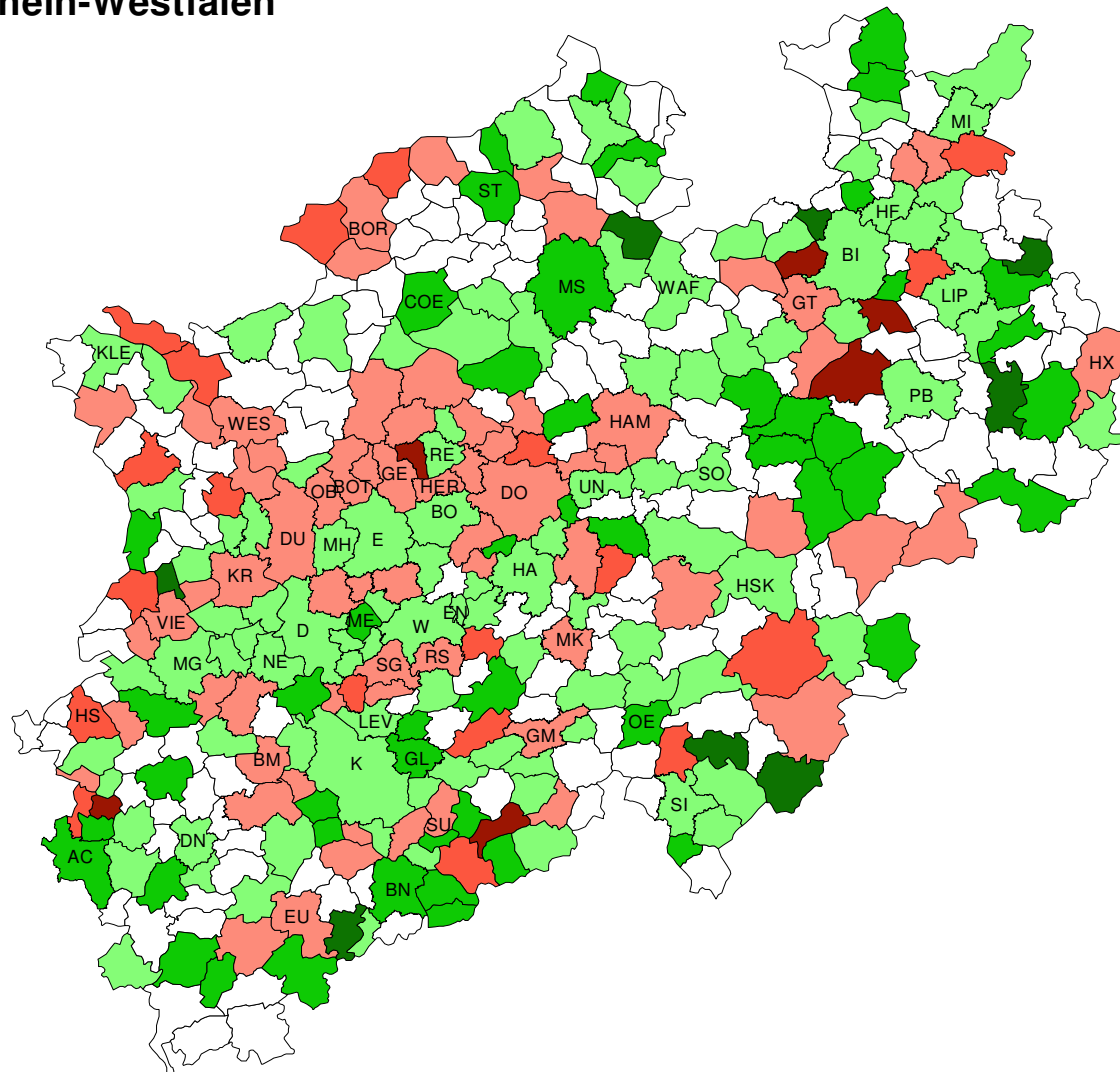 hein-Westfalen
MI
ST
HF
BOR
BI
MS
WAF
LIP
COE
GT
KLE
HX
PB
WES
HAM
RE
GE
SO
BOT
HER
UN
OB
DO
BO
DU
MH
E
HA
KR
HSK
EN
ME
W
VIE
D
MK
RS
MG
NE
SG
HS
LEV
OE
GM
BM
K
GL
SI
SU
DN
AC
BN
EU